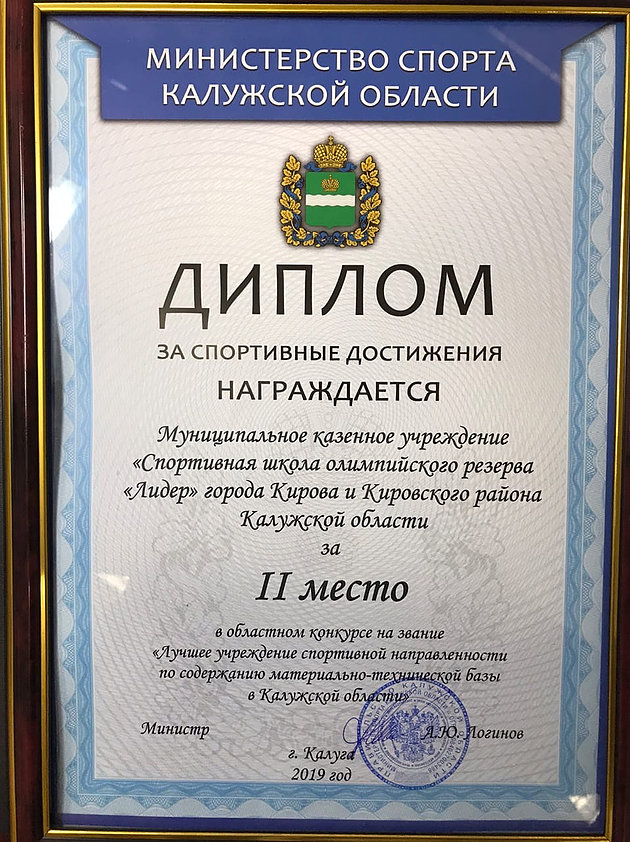 МИНИСТЕРСТВО СПОРТА
КАЛУЖСКОЙ ОБЛАСТИ
ДИПЛОМ
ЗА СПОРТИВНЫЕ ДОСТИЖЕНИЯ
НАГРАЖДАЕТСЯ
Муниципальное казенное учреждение
«Спортивная школа олимпийского резерва
«Лидер» города Кирова и Кировского района
Калужской области
за
II место
в областном конкурсе на звание
«Лучшее учреждение спортивной направленности
по содержанию материально-технической базы
в Калужской области»
Министр
А.Ю. Логинов
г. Калуга
2019 год